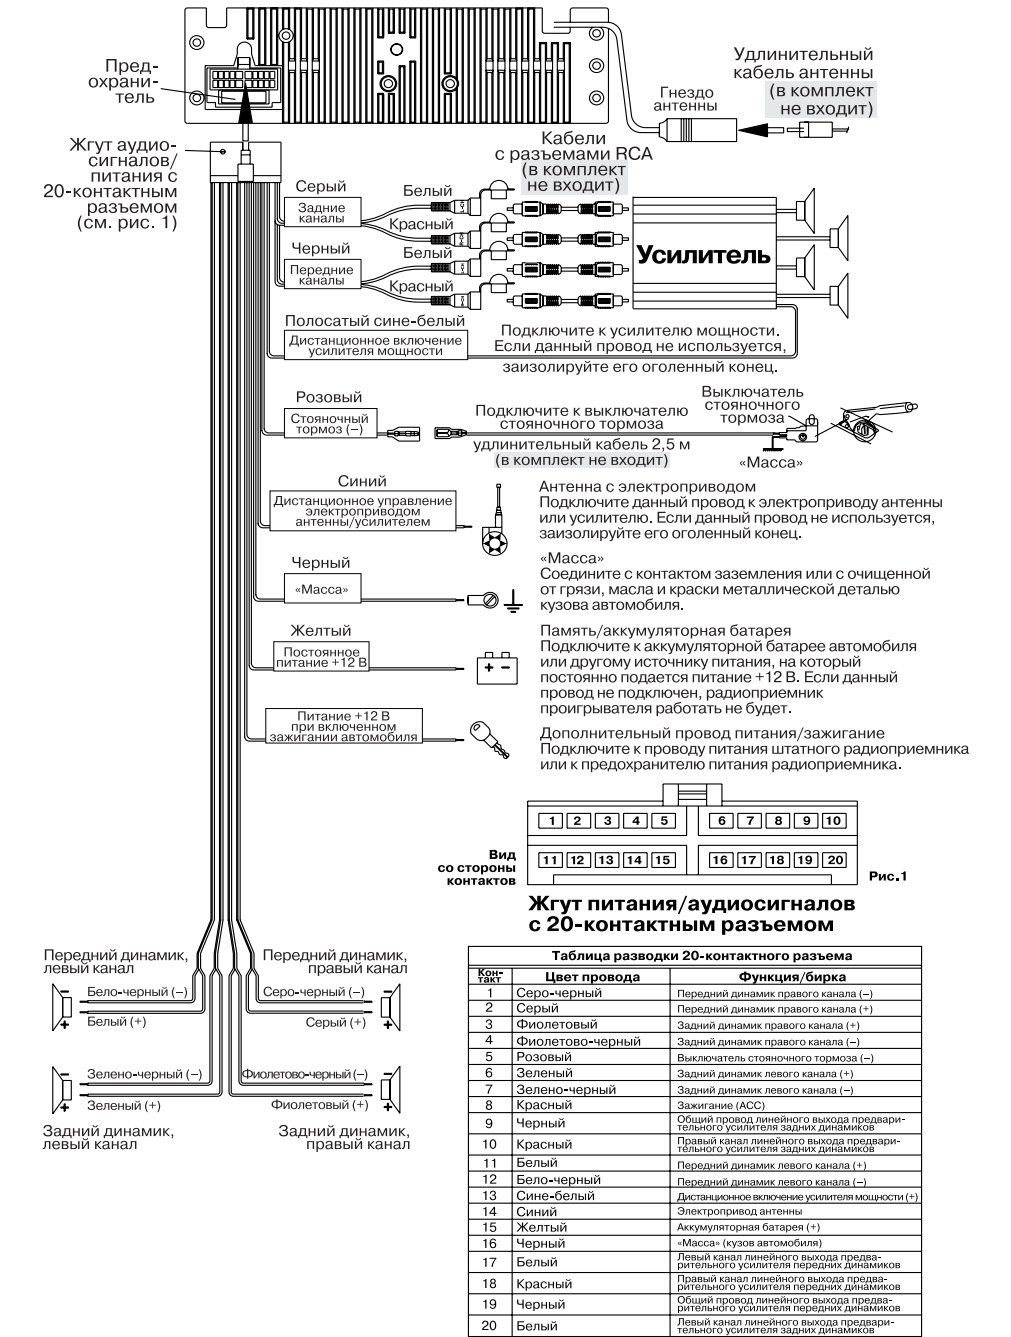 Пред-
охрани-
тель
Удлинительный
кабель антенны
(в комплект
не входит)
Гнездо
антенны
Жгут аудио-
сигналов/
питания с
20-контактным
разъемом
(см. рис. 1)
Кабели
с разъемами RCA
(в комплект
не входит)
Серый
Задние
каналы
Белый
Красный
Черный
Передние
каналы
Белый
Красный
Усилитель
Полосатый сине-белый
Дистанционное включение
усилителя мощности
Подключите к усилителю мощности.
Если данный провод не используется,
заизолируйте его оголенный конец.
Розовый
Стояночный
тормоз (–)
Подключите к выключателю
стояночного тормоза
удлинительный кабель 2,5 м
(в комплект не входит)
Выключатель
стояночного
тормоза
«Масса»
Синий
Дистанционное управление
электроприводом
антенны/усилителем
Антенна с электроприводом
Подключите данный провод к электроприводу антенны
или усилителю. Если данный провод не используется,
заизолируйте его оголенный конец.
Черный
«Масса»
«Масса»
Соедините с контактом заземления или с очищенной
от грязи, масла и краски металлической деталью
кузова автомобиля.
Желтый
Постоянное
питание +12 В
+ –
Память/аккумуляторная батарея
Подключите к аккумуляторной батарее автомобиля
или другому источнику питания, на который
постоянно подается питание +12 В. Если данный
провод не подключен, радиоприемник
проигрывателя работать не будет.
Питание +12 В
при включенном
зажигании автомобиля
Дополнительный провод питания/зажигание
Подключите к проводу питания штатного радиоприемника
или к предохранителю питания радиоприемника.
1 2 3 4 5 6 7 8 9 10
11 12 13 14 15 16 17 18 19 20
Вид
со стороны
контактов
Рис.1
Жгут питания/аудиосигналов
с 20-контактным разъемом
Передний динамик,
левый канал
– Бело-черный (–)
+ Белый (+)
Передний динамик,
правый канал
Серо-черный (–) –
Серый (+) +
– Зелено-черный (–)
+ Зеленый (+)
Задний динамик,
левый канал
Фиолетово-черный (–) –
Фиолетовый (+) +
Задний динамик,
правый канал
Таблица разводки 20-контактного разъема
Кон-
такт Цвет провода Функция/бирка
1 Серо-черный Передний динамик правого канала (–)
2 Серый Передний динамик правого канала (+)
3 Фиолетовый Задний динамик правого канала (+)
4 Фиолетово-черный Задний динамик правого канала (–)
5 Розовый Выключатель стояночного тормоза (–)
6 Зеленый Задний динамик левого канала (+)
7 Зелено-черный Задний динамик левого канала (–)
8 Красный Зажигание (ACC)
9 Черный Общий провод линейного выхода предвари-
тельного усилителя задних динамиков
10 Красный Правый канал линейного выхода предвари-
тельного усилителя задних динамиков
11 Белый Передний динамик левого канала (+)
12 Бело-черный Передний динамик левого канала (–)
13 Сине-белый Дистанционное включение усилителя мощности (+)
14 Синий Электропривод антенны
15 Желтый Аккумуляторная батарея (+)
16 Черный «Масса» (кузов автомобиля)
17 Белый Левый канал линейного выхода предва-
рительного усилителя передних динамиков
18 Красный Правый канал линейного выхода предва-
рительного усилителя передних динамиков
19 Черный Общий провод линейного выхода предва-
рительного усилителя передних динамиков
20 Белый Левый канал линейного выхода предвари-
тельного усилителя задних динамиков